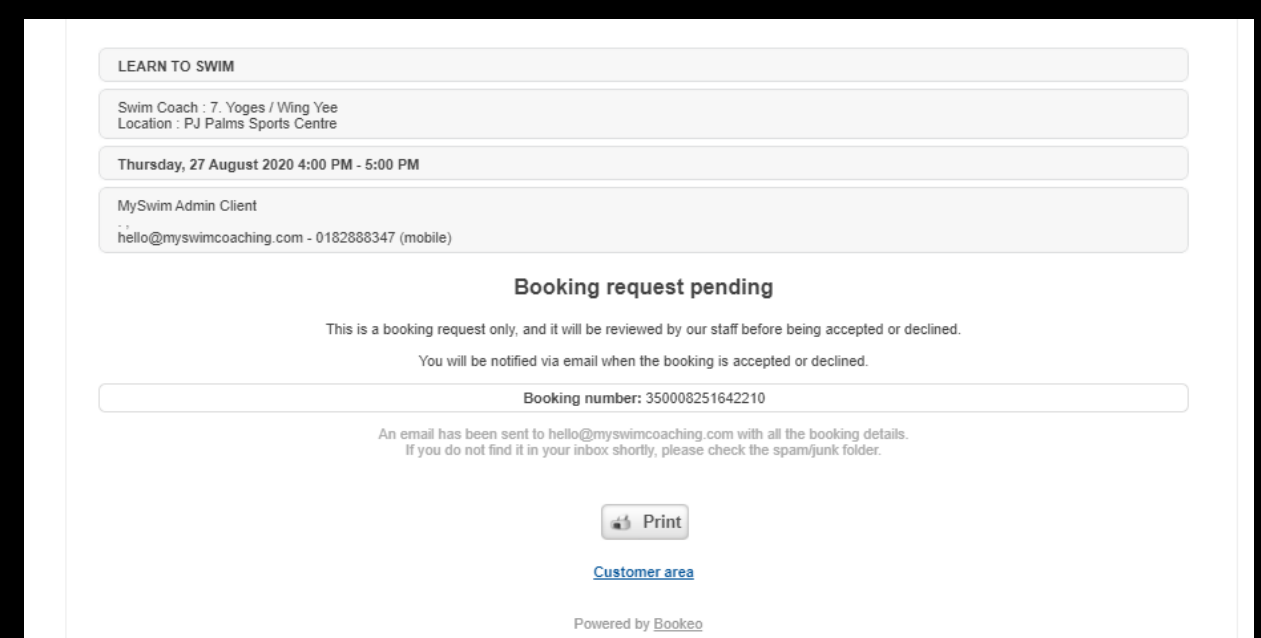 LEARN TO SWIM
Swim Coach : 7. Yoges / Wing Yee
Location : PJ Palms Sports Centre
Thursday, 27 August 2020 4:00 PM - 5:00 PM
MySwim Admin Client
. ,
hello@myswimcoaching.com - 0182888347 (mobile)
Booking request pending
This is a booking request only, and it will be reviewed by our staff before being accepted or declined.
You will be notified via email when the booking is accepted or declined.
Booking number: 350008251642210
An email has been sent to hello@myswimcoaching.com with all the booking details.
If you do not find it in your inbox shortly, please check the spam/junk folder.
Print
Customer area
Powered by Bookeo